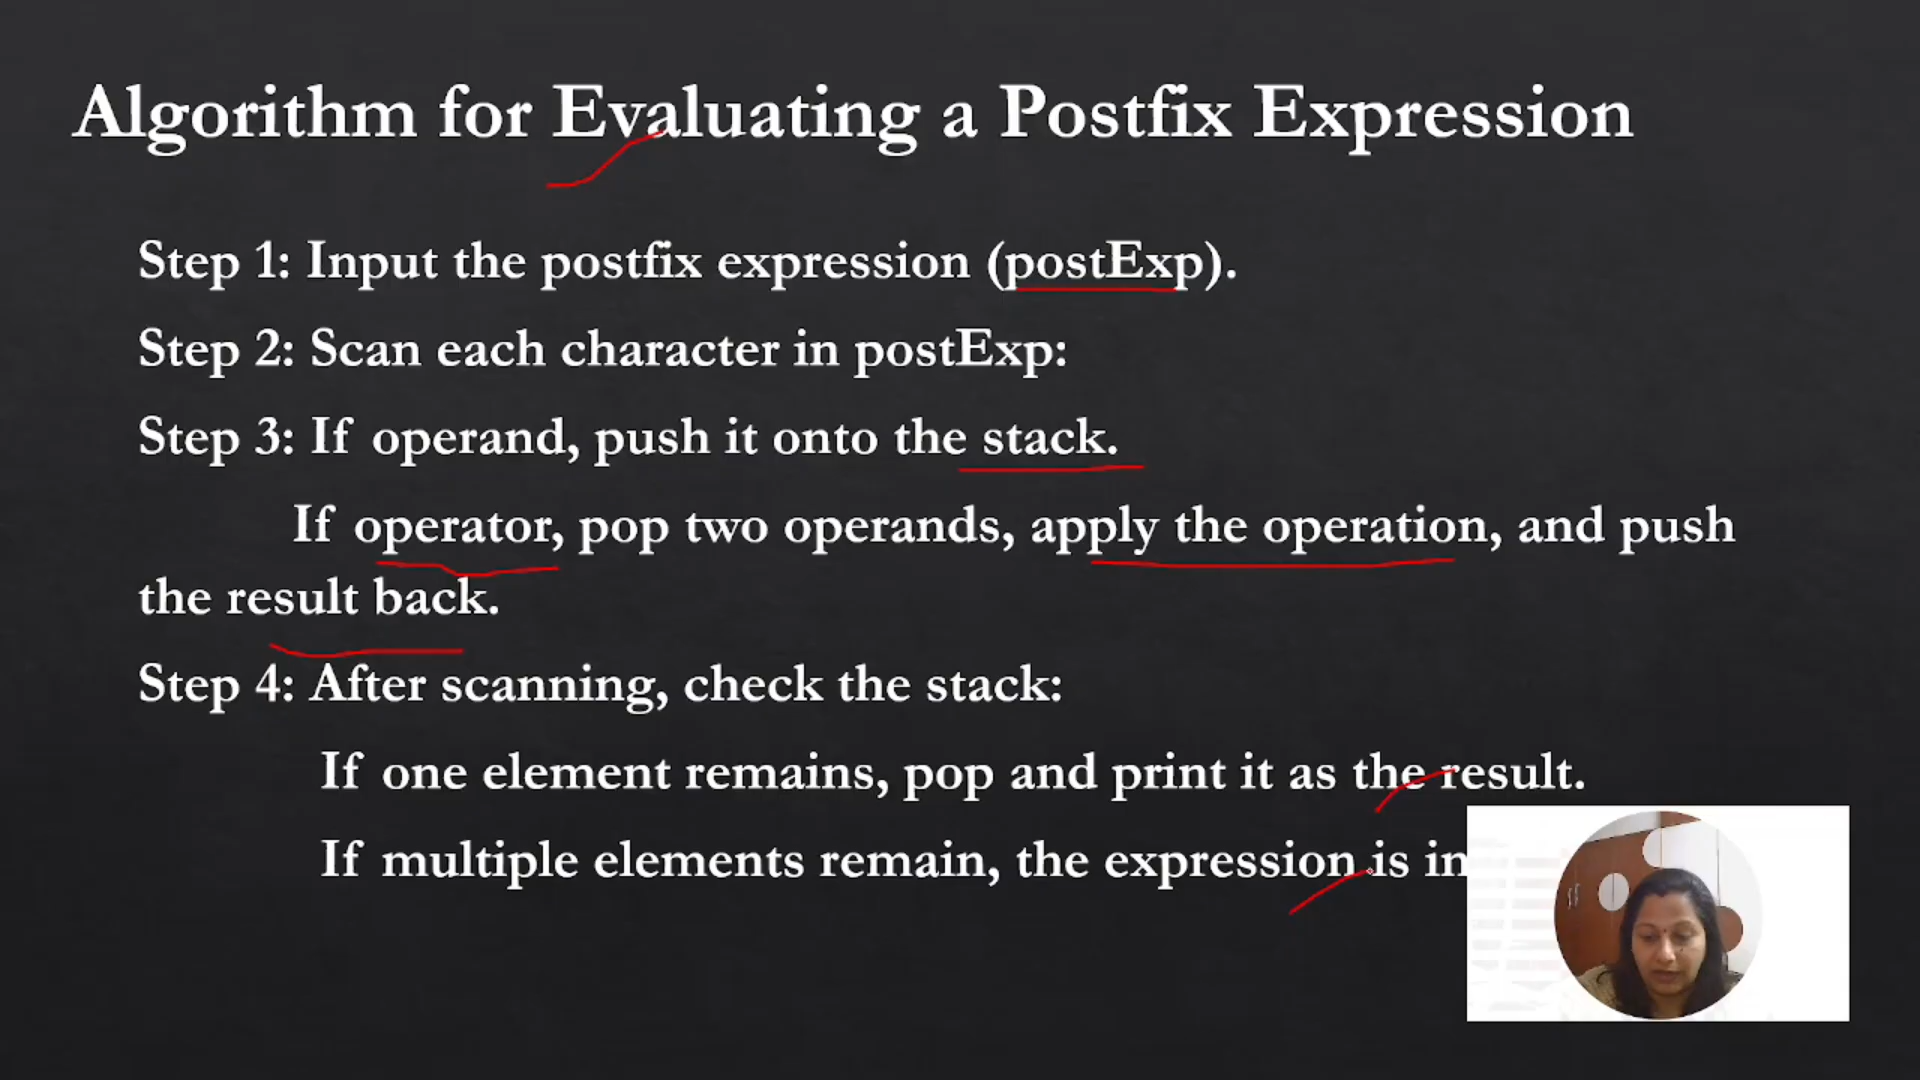 Algorithm for Evaluating a Postfix Expression
Step 1: Input the postfix expression (postExp).
Step 2: Scan each character in postExp:
Step 3: If operand, push it onto the stack.
If operator, pop two operands, apply the operation, and push
the result back.
Step 4: After scanning, check the stack:
If one element remains, pop and print it as the result.
If multiple elements remain, the expression is